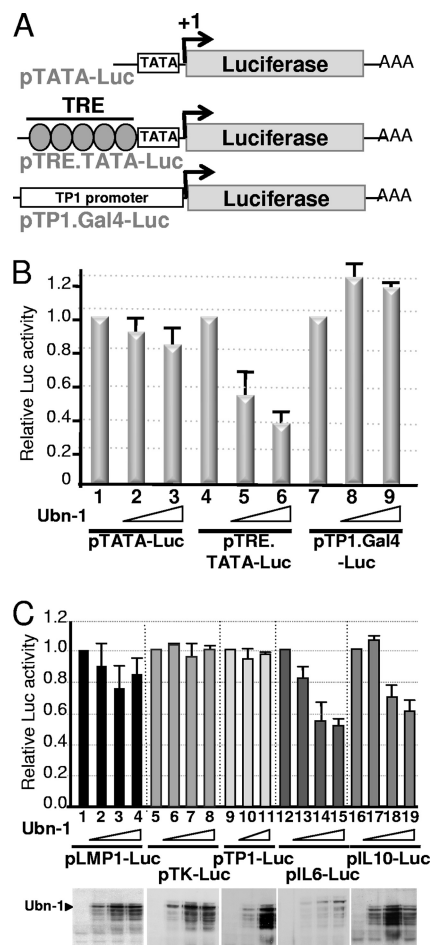 A
+1
TATA
Luciferase
AAA
pTATA-Luc
TRE
TATA
Luciferase
AAA
pTRE.TATA-Luc
TP1 promoter
Luciferase
AAA
pTP1.Gal4-Luc
B
Relative Luc activity
1.2
1.0
0.8
0.6
0.4
0.2
0
1 2 3 4 5 6 7 8 9
Ubn-1
pTATA-Luc pTRE. pTP1.Gal4
TATA-Luc -Luc
C
Relative Luc activity
1.2
1.0
0.8
0.6
0.4
0.2
0.0
1 2 3 4 5 6 7 8 9 10 11 12 13 14 15 16 17 18 19
Ubn-1
pLMP1-Luc pTP1-Luc pIL10-Luc
pTK-Luc pIL6-Luc
Ubn-1